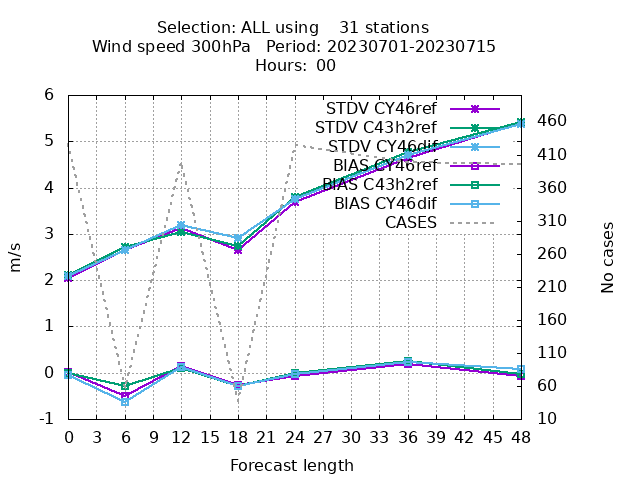 Selection: ALL using    31 stations
Wind speed 300hPa   Period: 20230701-20230715
Hours:  00
STDV CY46ref
STDV C43h2ref
STDV CY46dif
BIAS CY46ref
BIAS C43h2ref
BIAS CY46dif
CASES
6
5
4
3
2
1
0
-1
m/s
460
410
360
310
260
210
160
110
60
10
No cases
0 3 6 9 12 15 18 21 24 27 30 33 36 39 42 45 48
Forecast length